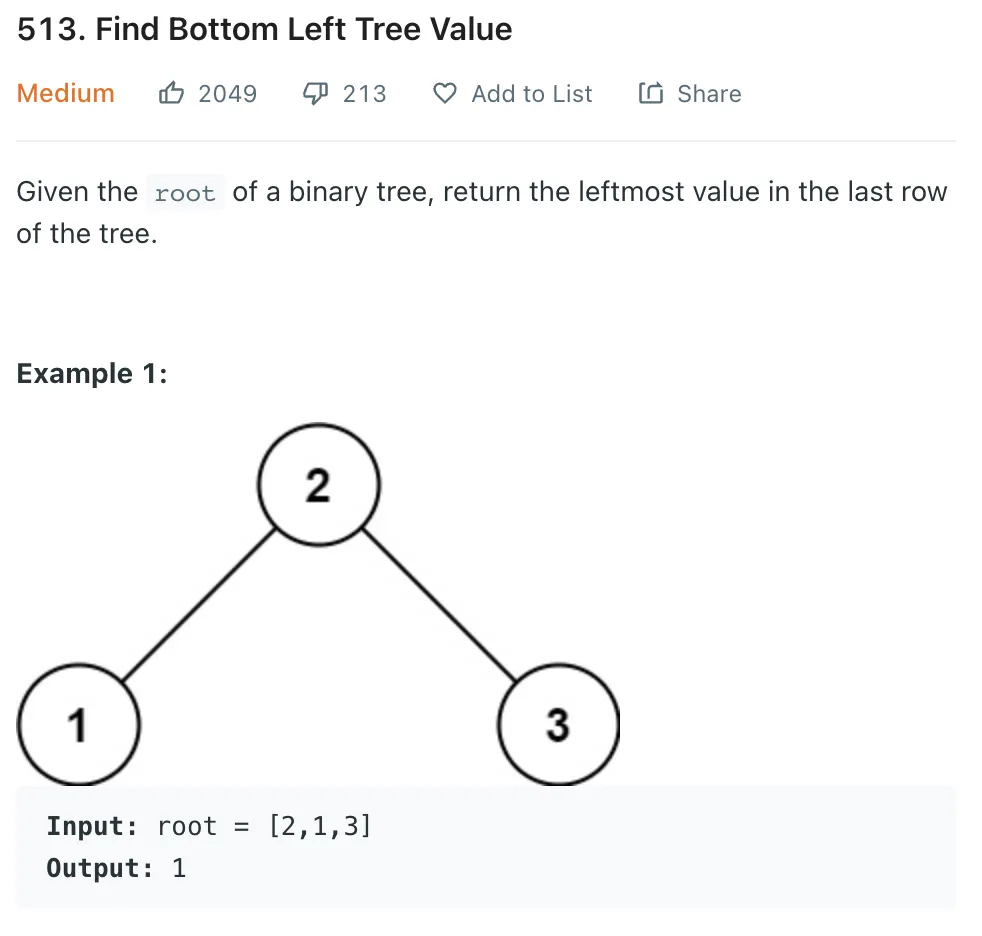 513. Find Bottom Left Tree Value
Medium 2049 213 Add to List Share
Given the root of a binary tree, return the leftmost value in the last row
of the tree.
Example 1:
2
1 3
Input: root = [2,1,3]
Output: 1